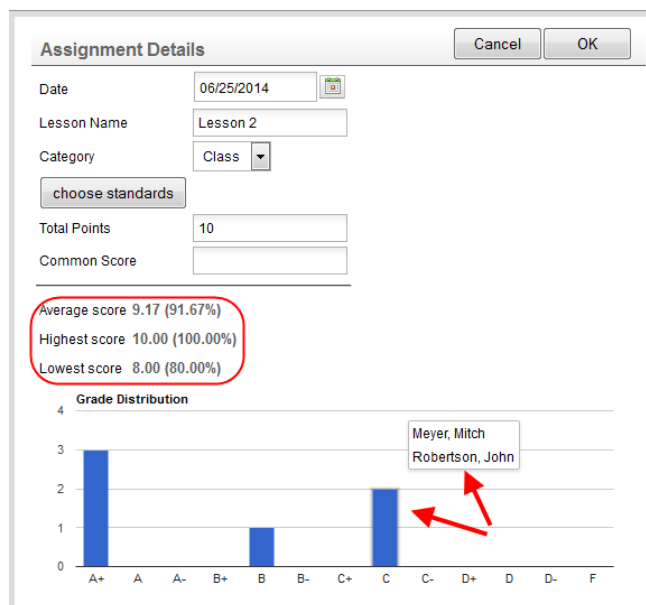 Assignment Details
Cancel
OK
Date
06/25/2014
Lesson Name
Lesson 2
Category
Class
choose standards
Total Points
10
Common Score
Average score 9.17 (91.67%)
Highest score 10.00 (100.00%)
Lowest score 8.00 (80.00%)
Grade Distribution
4
3
2
1
0
Meyer, Mitch
Robertson, John
A+ A A- B+ B B- C+ C C- D+ D D- F